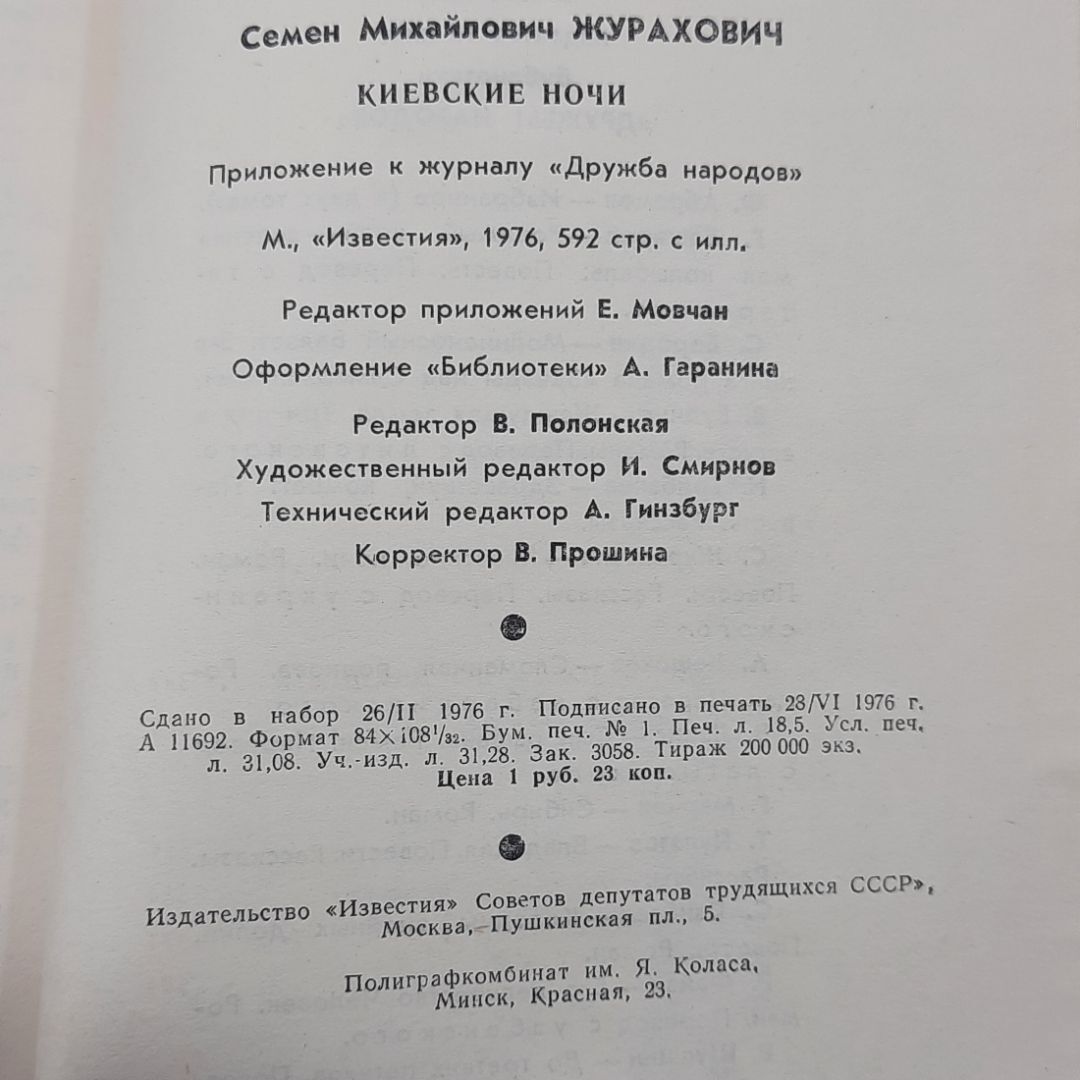 Семен Михайлович ЖУРАХОВИЧ
КИЕВСКИЕ НОЧИ
Приложение к журналу «Дружба народов»
М., «Известия», 1976, 592 стр. с илл.
Редактор приложений Е. Мовчан
Оформление «Библиотеки» А. Гаранина
Редактор В. Полонская
Художественный редактор И. Смирнов
Технический редактор А. Гинзбург
Корректор В. Прошина
Сдано в набор 26/II 1976 г. Подписано в печать 28/VI 1976 г.
А 11692. Формат 84×108¹/₃₂. Бум. печ. № 1. Печ. л. 18,5. Усл. печ.
л. 31,08. Уч.-изд. л. 31,28. Зак. 3058. Тираж 200 000 экз.
Цена 1 руб. 23 коп.
Издательство «Известия» Советов депутатов трудящихся СССР»,
Москва, Пушкинская пл., 5.
Полиграфкомбинат им. Я. Коласа,
Минск, Красная, 23.